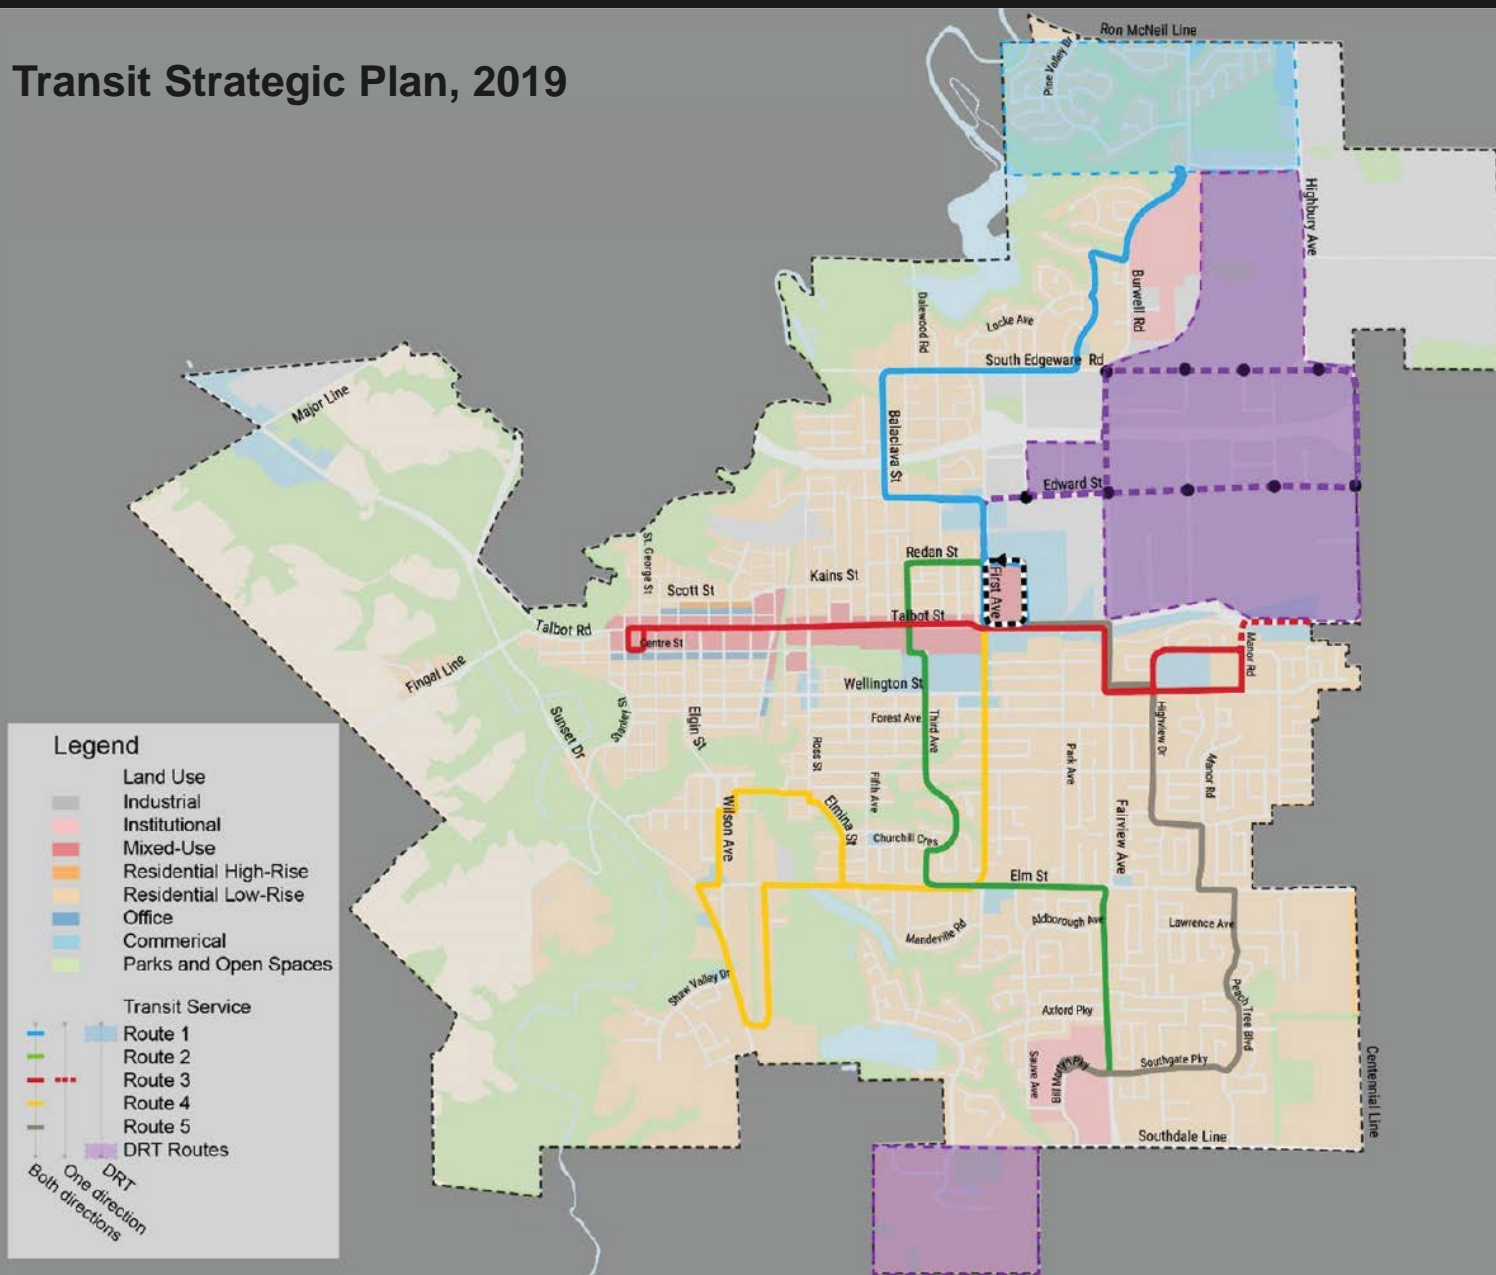 Transit Strategic Plan, 2019
Ron McNeil Line
Pine Valley Dr
Highbury Ave
Burwell Rd
Dalewood Rd
Locke Ave
South Edgeware Rd
Major Line
Balaclava St
Edward St
St. George St
Redan St
Kains St
Scott St
First Ave
Talbot St
Talbot Rd
Centre St
Manor Rd
Fingal Line
Wellington St
Stanley St
Sunset Dr
Elgin St
Forest Ave
Third Ave
Highview Dr
Ross St
Park Ave
Manor Rd
Fifth Ave
Wilson Ave
Elmina St
Fairview Ave
Churchill Cres
Elm St
Aldborough Ave
Lawrence Ave
Mandeville Rd
Shaw Valley Dr
Axford Pky
Peach Tree Blvd
Sauve Ave
Bill Martyn Pky
Southgate Pky
Centennial Line
Southdale Line
Legend
Land Use
Industrial
Institutional
Mixed-Use
Residential High-Rise
Residential Low-Rise
Office
Commerical
Parks and Open Spaces
Transit Service
Route 1
Route 2
Route 3
Route 4
Route 5
DRT Routes
Both directions
One direction
DRT